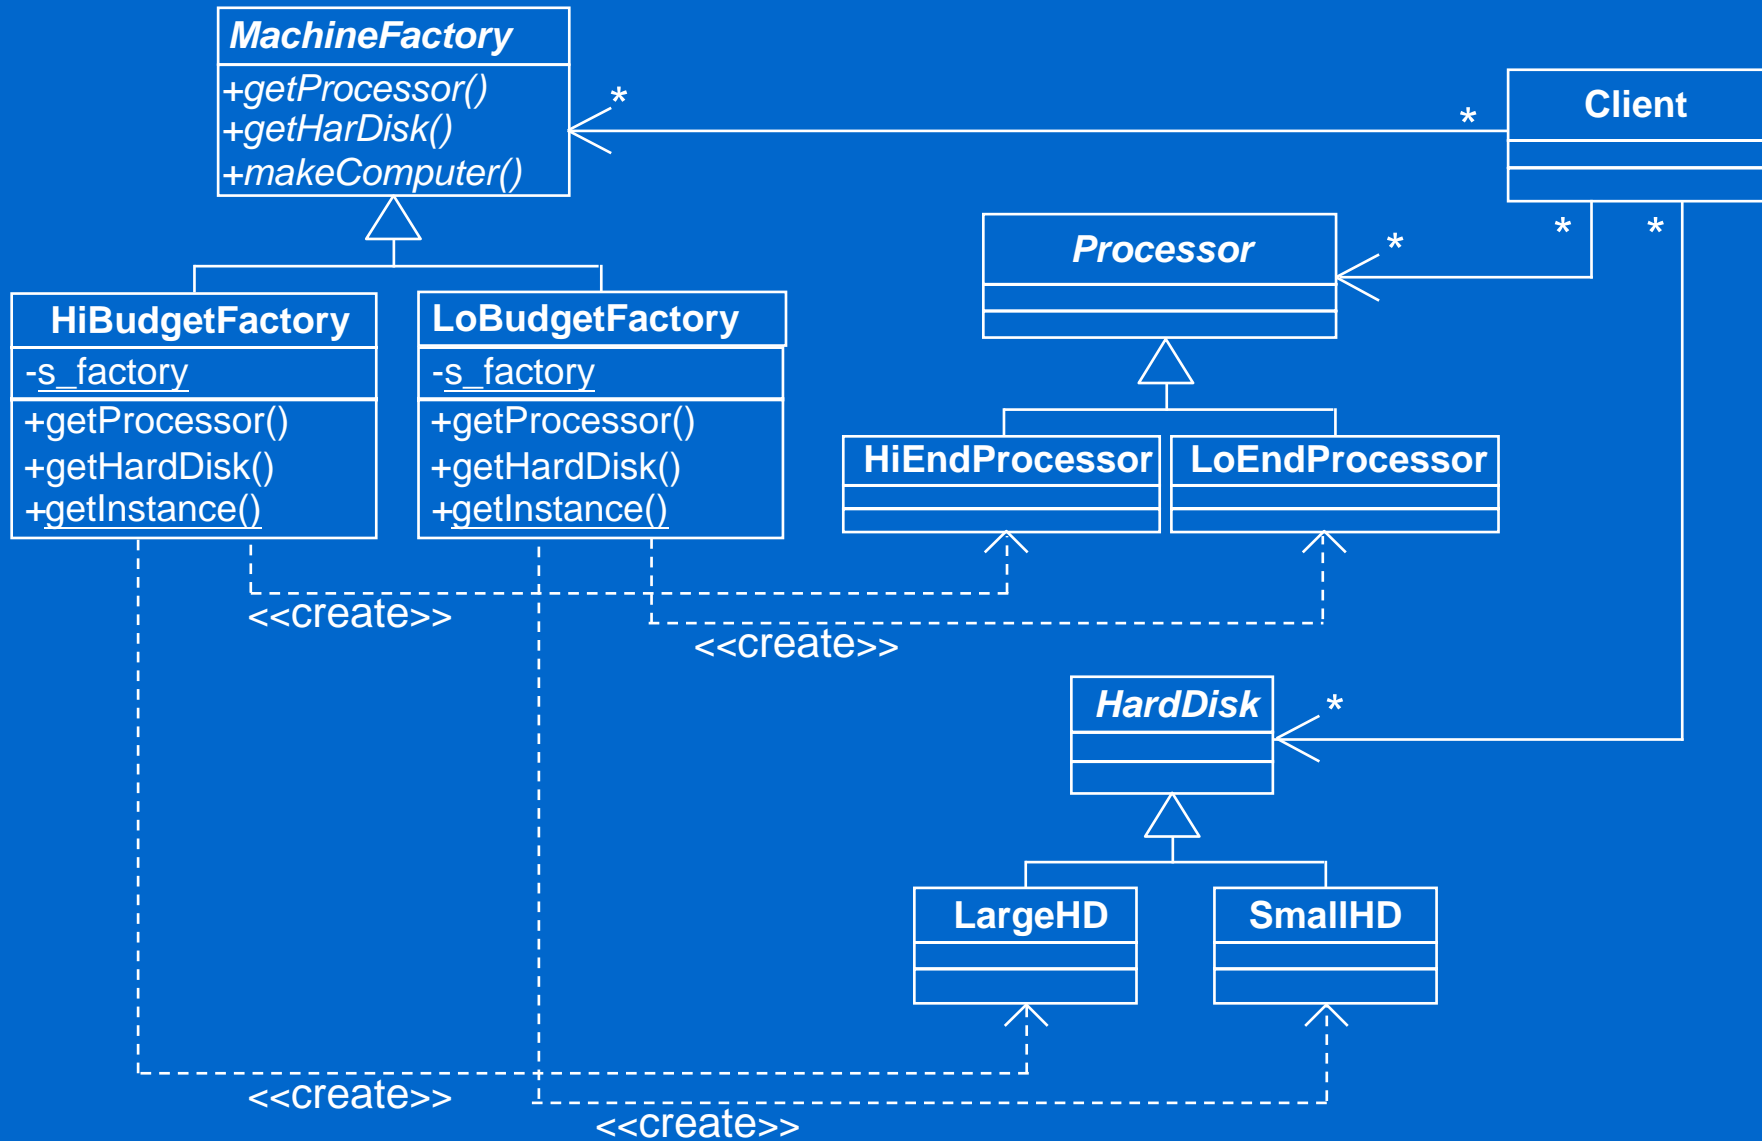 MachineFactory
+getProcessor()
+getHarDisk()
+makeComputer()
*
*
Client
*
*
Processor
*
HiBudgetFactory
-s_factory
+getProcessor()
+getHardDisk()
+getInstance()
LoBudgetFactory
-s_factory
+getProcessor()
+getHardDisk()
+getInstance()
HiEndProcessor
LoEndProcessor
<<create>>
<<create>>
HardDisk
*
LargeHD
SmallHD
<<create>>
<<create>>